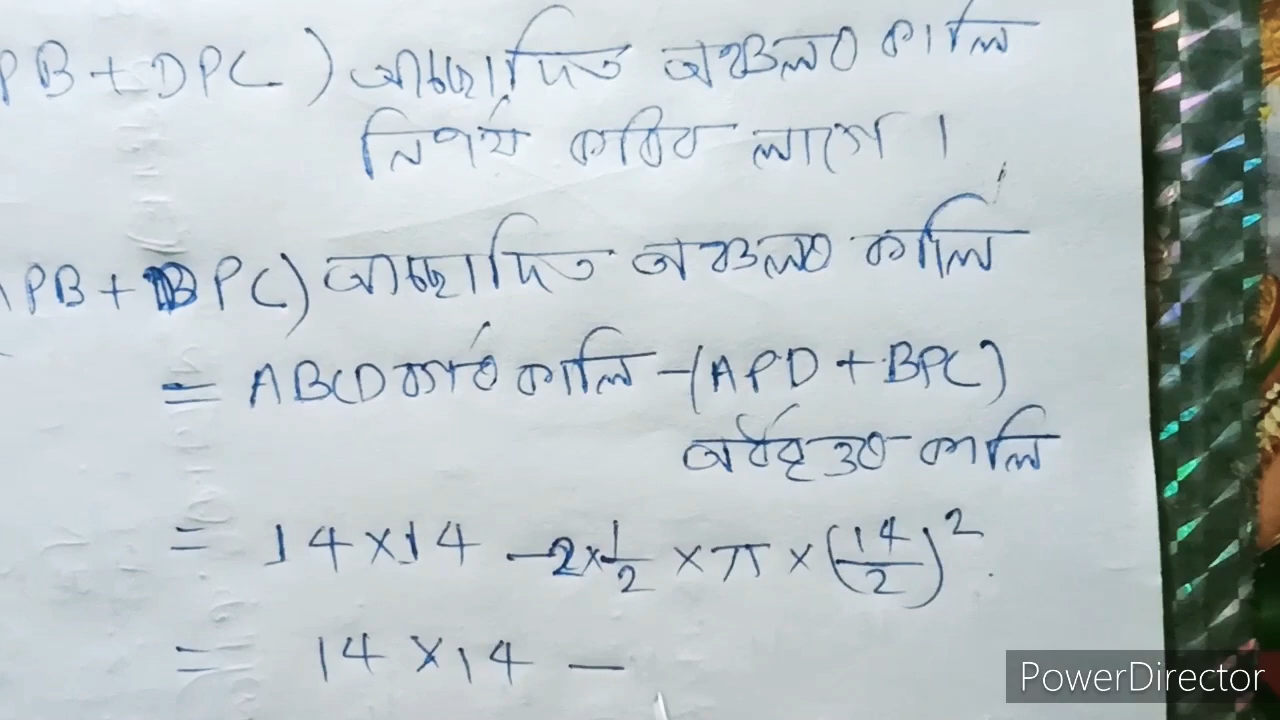 PB + DPC) আচ্ছাদিত অঞ্চলৰ কালি
নিৰ্ণয় কৰিব লাগে ।
PB + DPC) আচ্ছাদিত অঞ্চলৰ কালি
= ABCD বৰ্গৰ কালি - (APD + BPC)
অৰ্ধবৃত্তৰ কালি
= 14 × 14 - 2 × 1/2 × π × (14/2)²
= 14 × 14 -
PowerDirector